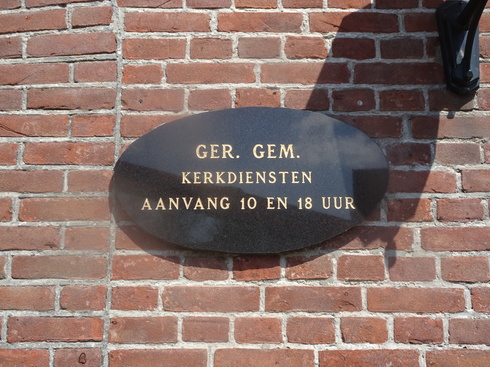 GER. GEM.
KERKDIENSTEN
AANVANG 10 EN 18 UUR